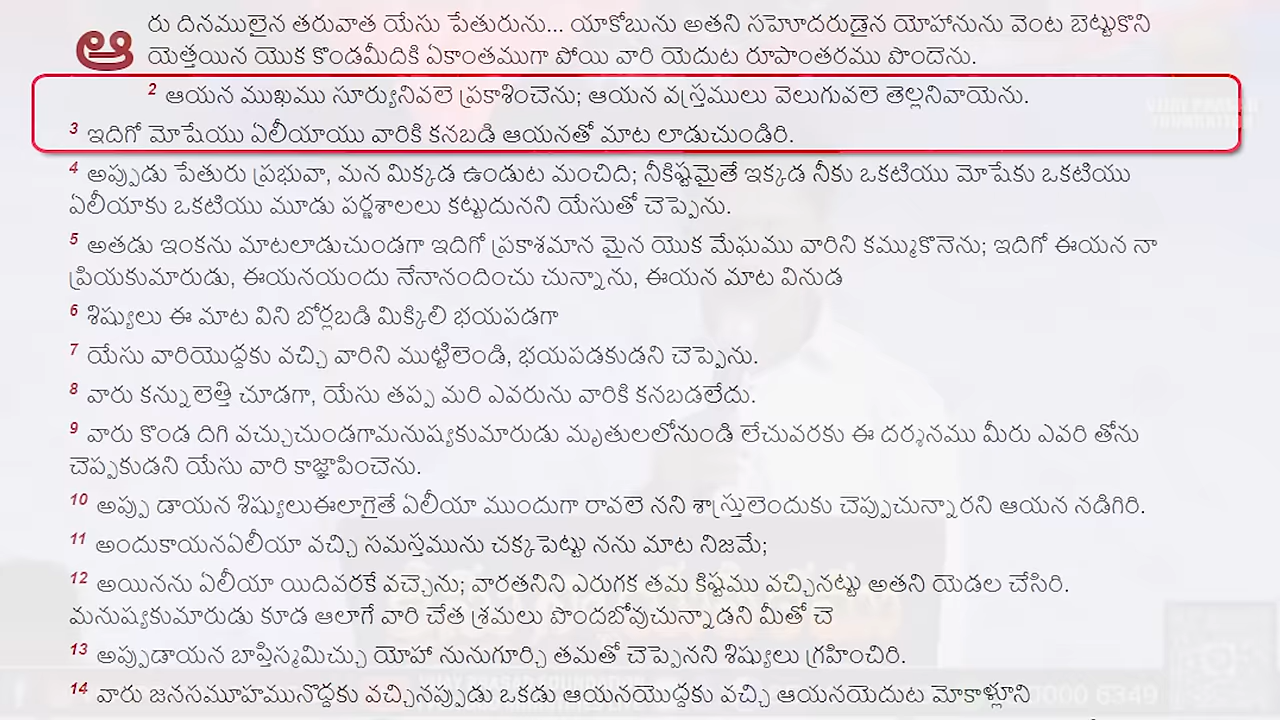 ఆరు దినములైన తరువాత యేసు పేతురును... యాకోబును అతని సహెూదరుడైన యోహానును వెంట బెట్టుకొని
యెత్తయిన యొక కొండమీదికి ఏకాంతముగా పోయి వారి యెదుట రూపాంతరము పొందెను.
2 ఆయన ముఖము సూర్యునివలె ప్రకాశించెను; ఆయన వస్త్రములు వెలుగువలె తెల్లనివాయెను.
3 ఇదిగో మోషేయు ఏలీయాయు వారికి కనబడి ఆయనతో మాట లాడుచుండిరి.
4 అప్పుడు పేతురు ప్రభువా, మన మిక్కడ ఉండుట మంచిది; నీకిష్టమైతే ఇక్కడ నీకు ఒకటియు మోషేకు ఒకటియు
ఏలీయాకు ఒకటియు మూడు పర్ణశాలలు కట్టుదునని యేసుతో చెప్పెను.
5 అతడు ఇంకను మాటలాడుచుండగా ఇదిగో ప్రకాశమాన మైన యొక మేఘము వారిని కమ్ముకొనెను; ఇదిగో ఈయన నా
ప్రియకుమారుడు, ఈయనయందు నేనానందించు చున్నాను, ఈయన మాట వినుడ
6 శిష్యులు ఈ మాట విని బోర్లబడి మిక్కిలి భయపడగా
7 యేసు వారియొద్దకు వచ్చి వారిని ముట్టిలెండి, భయపడకుడని చెప్పెను.
8 వారు కన్నులెత్తి చూడగా, యేసు తప్ప మరి ఎవరును వారికి కనబడలేదు.
9 వారు కొండ దిగి వచ్చుచుండగామనుష్యకుమారుడు మృతులలోనుండి లేచువరకు ఈ దర్శనము మీరు ఎవరి తోను
చెప్పకుడని యేసు వారి కాజ్ఞాపించెను.
10 అప్పు డాయన శిష్యులుఈలాగైతే ఏలీయా ముందుగా రావలె నని శాస్త్రులెందుకు చెప్పుచున్నారని ఆయన నడిగిరి.
11 అందుకాయనఏలీయా వచ్చి సమస్తమును చక్కపెట్టు నను మాట నిజమే;
12 అయినను ఏలీయా యిదివరకే వచ్చెను; వారతనిని ఎరుగక తమ కిష్టము వచ్చినట్టు అతని యెడల చేసిరి.
మనుష్యకుమారుడు కూడ ఆలాగే వారి చేత శ్రమలు పొందబోవుచున్నాడని మీతో చె
13 అప్పుడాయన బాప్తిస్మమిచ్చు యోహా నునుగూర్చి తమతో చెప్పెనని శిష్యులు గ్రహించిరి.
14 వారు జనసమూహమునొద్దకు వచ్చినప్పుడు ఒకడు ఆయనయొద్దకు వచ్చి ఆయనయెదుట మోకాళ్లూని